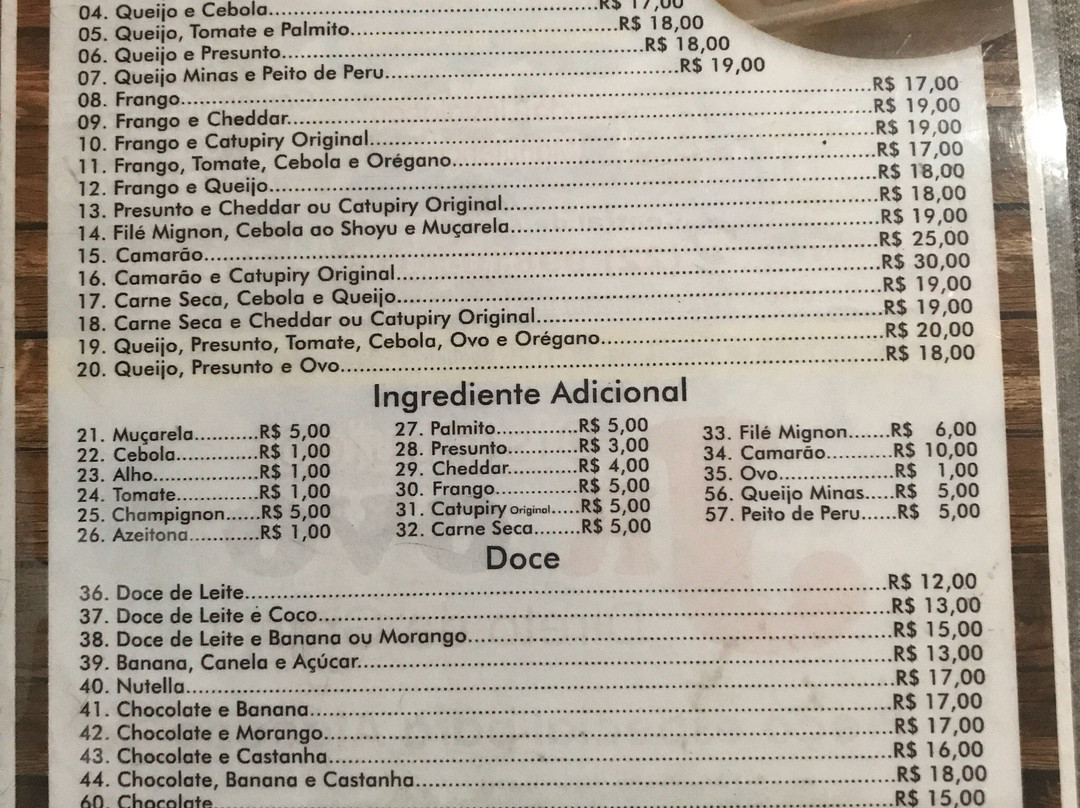 04. Queijo e Cebola..........R$ 17,00
05. Queijo, Tomate e Palmito..........R$ 18,00
06. Queijo e Presunto..........R$ 18,00
07. Queijo Minas e Peito de Peru..........R$ 19,00
08. Frango..........R$ 17,00
09. Frango e Cheddar..........R$ 19,00
10. Frango e Catupiry Original..........R$ 19,00
11. Frango, Tomate, Cebola e Orégano..........R$ 17,00
12. Frango e Queijo..........R$ 18,00
13. Presunto e Cheddar ou Catupiry Original..........R$ 18,00
14. Filé Mignon, Cebola ao Shoyu e Muçarela..........R$ 19,00
15. Camarão..........R$ 25,00
16. Camarão e Catupiry Original..........R$ 30,00
17. Carne Seca, Cebola e Queijo..........R$ 19,00
18. Carne Seca e Cheddar ou Catupiry Original..........R$ 19,00
19. Queijo, Presunto, Tomate, Cebola, Ovo e Orégano..........R$ 20,00
20. Queijo, Presunto e Ovo..........R$ 18,00
Ingrediente Adicional
21. Muçarela..........R$ 5,00
22. Cebola..........R$ 1,00
23. Alho..........R$ 1,00
24. Tomate..........R$ 1,00
25. Champignon......R$ 5,00
26. Azeitona..........R$ 1,00
27. Palmito..........R$ 5,00
28. Presunto..........R$ 3,00
29. Cheddar..........R$ 4,00
30. Frango..........R$ 5,00
31. Catupiry Original.....R$ 5,00
32. Carne Seca........R$ 5,00
33. Filé Mignon.......R$ 6,00
34. Camarão..........R$ 10,00
35. Ovo..........R$ 1,00
56. Queijo Minas.....R$ 5,00
57. Peito de Peru......R$ 5,00
Doce
36. Doce de Leite..........R$ 12,00
37. Doce de Leite e Coco..........R$ 13,00
38. Doce de Leite e Banana ou Morango..........R$ 15,00
39. Banana, Canela e Açúcar..........R$ 13,00
40. Nutella..........R$ 17,00
41. Chocolate e Banana..........R$ 17,00
42. Chocolate e Morango..........R$ 17,00
43. Chocolate e Castanha..........R$ 16,00
44. Chocolate, Banana e Castanha..........R$ 18,00
60. Chocolate..........R$ 15,00